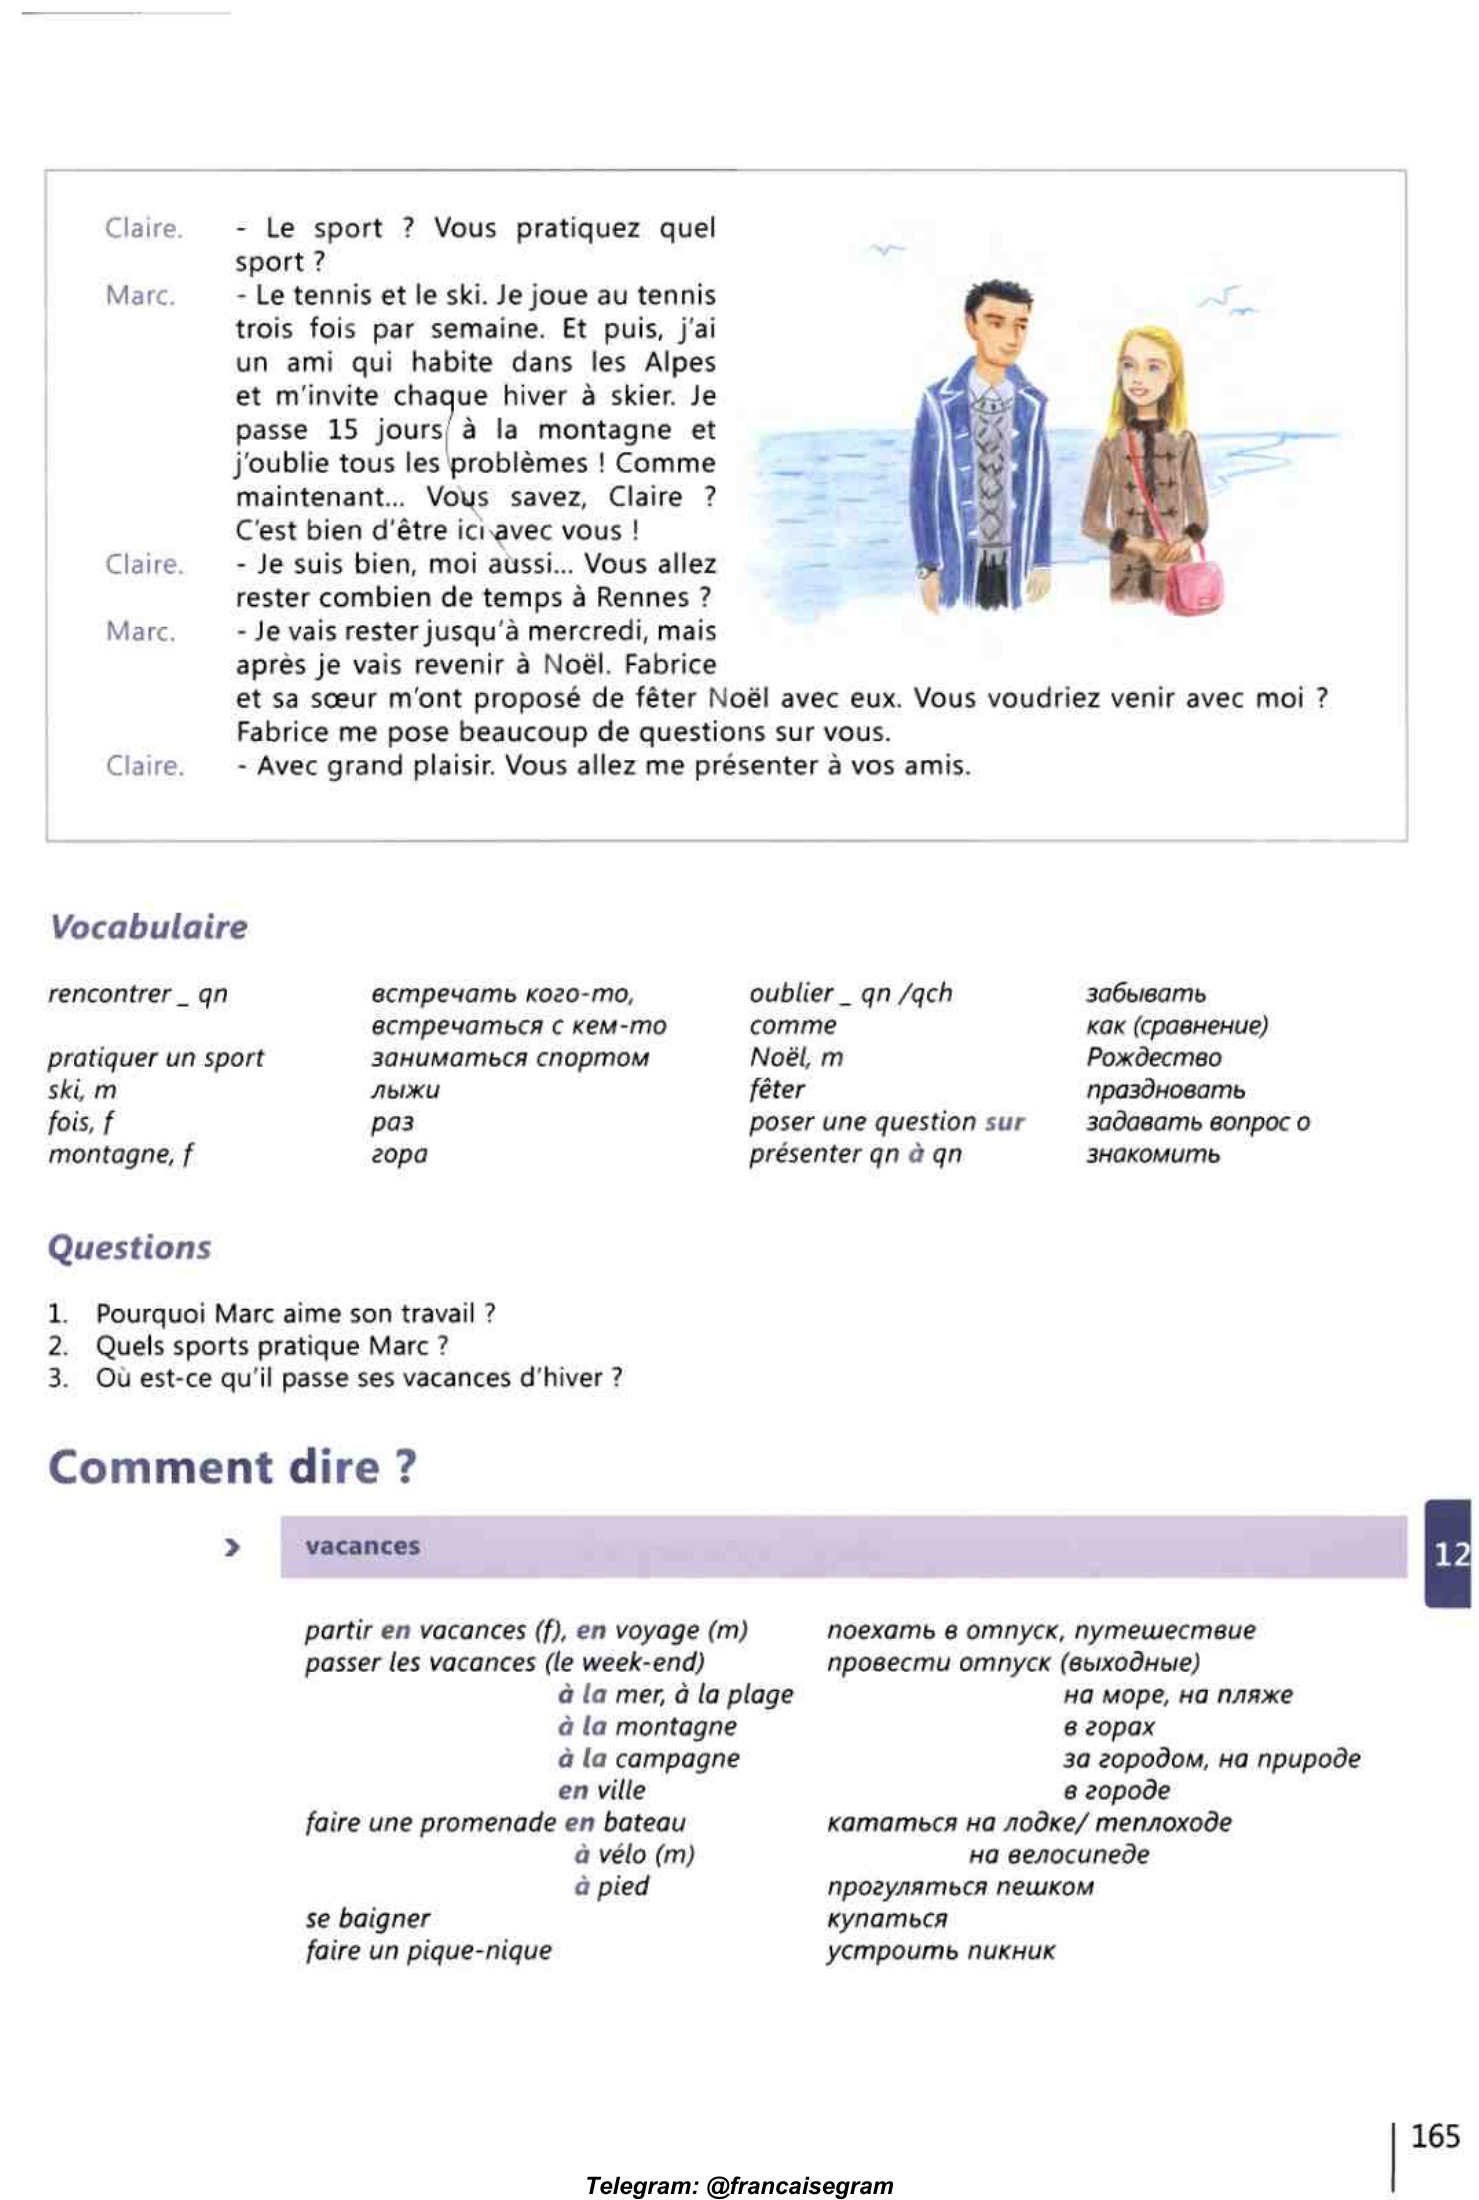 Claire. - Le sport ? Vous pratiquez quel
sport ?
Marc. - Le tennis et le ski. Je joue au tennis
trois fois par semaine. Et puis, j'ai
un ami qui habite dans les Alpes
et m'invite chaque hiver à skier. Je
passe 15 jours à la montagne et
j'oublie tous les problèmes ! Comme
maintenant... Vous savez, Claire ?
C'est bien d'être ici avec vous !
Claire. - Je suis bien, moi aussi... Vous allez
rester combien de temps à Rennes ?
Marc. - Je vais rester jusqu'à mercredi, mais
après je vais revenir à Noël. Fabrice
et sa sœur m'ont proposé de fêter Noël avec eux. Vous voudriez venir avec moi ?
Fabrice me pose beaucoup de questions sur vous.
Claire. - Avec grand plaisir. Vous allez me présenter à vos amis.
Vocabulaire
rencontrer _ qn встречать кого-то,
встречаться с кем-то
pratiquer un sport заниматься спортом
ski, m лыжи
fois, f раз
montagne, f гора
oublier _ qn /qch забывать
comme как (сравнение)
Noël, m Рождество
fêter праздновать
poser une question sur задавать вопрос о
présenter qn à qn знакомить
Questions
1. Pourquoi Marc aime son travail ?
2. Quels sports pratique Marc ?
3. Où est-ce qu'il passe ses vacances d'hiver ?
Comment dire ?
> vacances
12
partir en vacances (f), en voyage (m) поехать в отпуск, путешествие
passer les vacances (le week-end) провести отпуск (выходные)
à la mer, à la plage на море, на пляже
à la montagne в горах
à la campagne за городом, на природе
en ville в городе
faire une promenade en bateau кататься на лодке/ теплоходе
à vélo (m) на велосипеде
à pied прогуляться пешком
se baigner купаться
faire un pique-nique устроить пикник
165
Telegram: @francaisegram